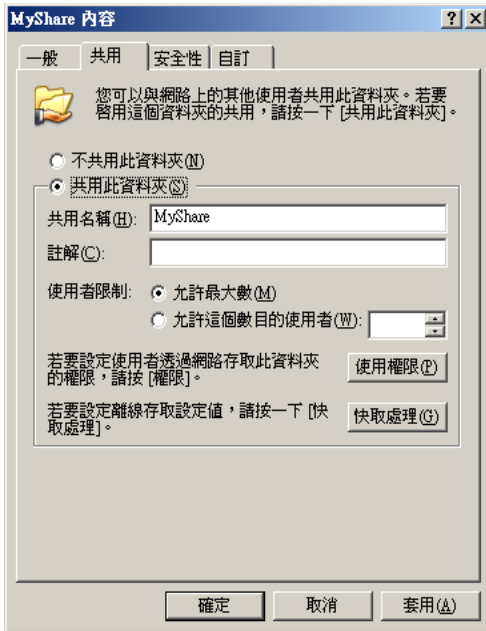 MyShare 內容
一般 共用 安全性 自訂
您可以與網路上的其他使用者共用此資料夾。若要
啓用這個資料夾的共用，請按一下 [共用此資料夾]。
不共用此資料夾(N)
共用此資料夾(S)
共用名稱(H): MyShare
註解(C):
使用者限制: 允許最大數(M)
允許這個數目的使用者(W):
若要設定使用者透過網路存取此資料夾
的權限，請按 [權限]。
使用權限(P)
若要設定離線存取設定值，請按一下 [快
取處理]。
快取處理(G)
確定 取消 套用(A)